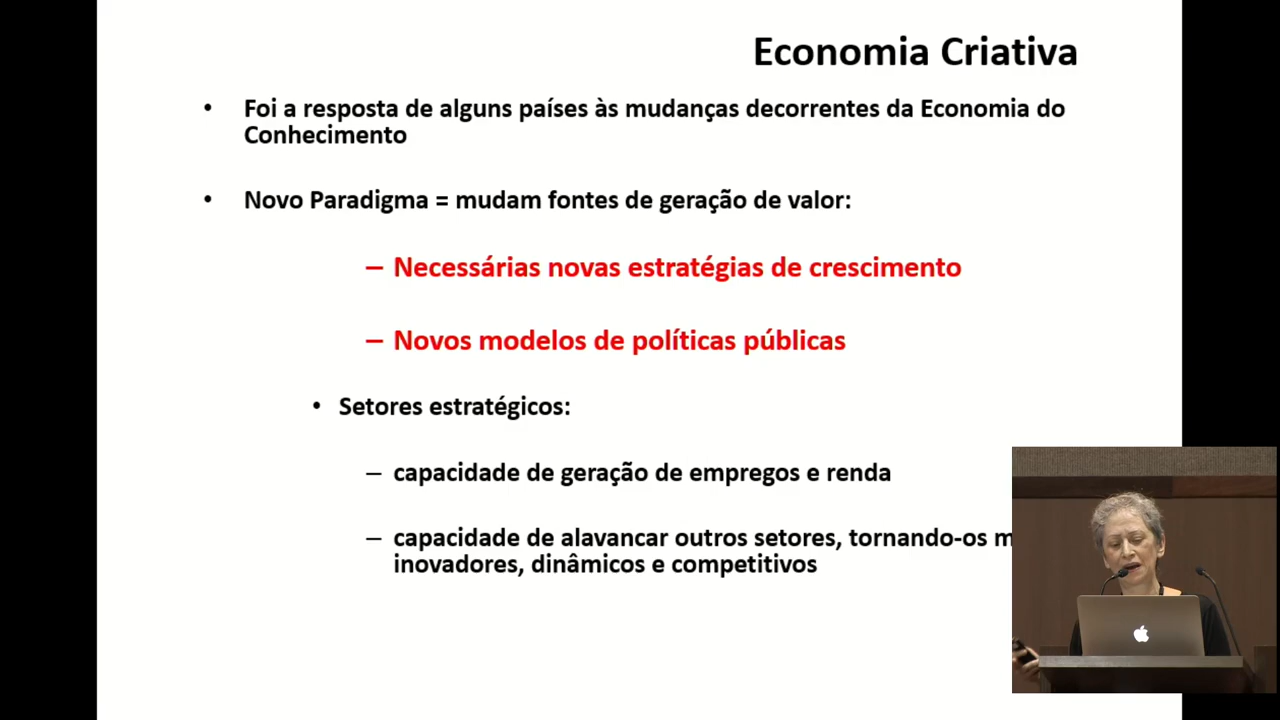 Economia Criativa
• Foi a resposta de alguns países às mudanças decorrentes da Economia do
Conhecimento
• Novo Paradigma = mudam fontes de geração de valor:
– Necessárias novas estratégias de crescimento
– Novos modelos de políticas públicas
• Setores estratégicos:
– capacidade de geração de empregos e renda
– capacidade de alavancar outros setores, tornando-os
inovadores, dinâmicos e competitivos